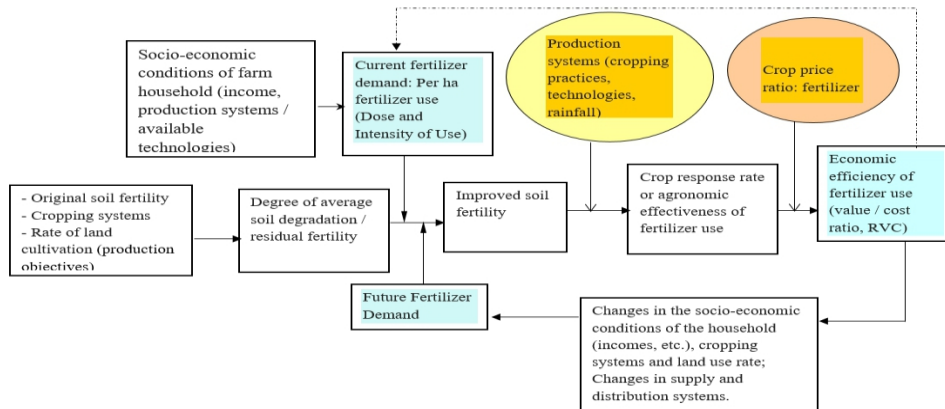 Socio-economic
conditions of farm
household (income,
production systems /
available
technologies)
Current fertilizer
demand: Per ha
fertilizer use
(Dose and
Intensity of Use)
Production
systems (cropping
practices,
technologies,
rainfall)
Crop price
ratio: fertilizer
- Original soil fertility
- Cropping systems
- Rate of land
cultivation (production
objectives)
Degree of average
soil degradation /
residual fertility
Improved soil
fertility
Crop response rate
or agronomic
effectiveness of
fertilizer use
Economic
efficiency of
fertilizer use
(value / cost
ratio, RVC)
Future Fertilizer
Demand
Changes in the socio-economic
conditions of the household
(incomes, etc.), cropping
systems and land use rate;
Changes in supply and
distribution systems.